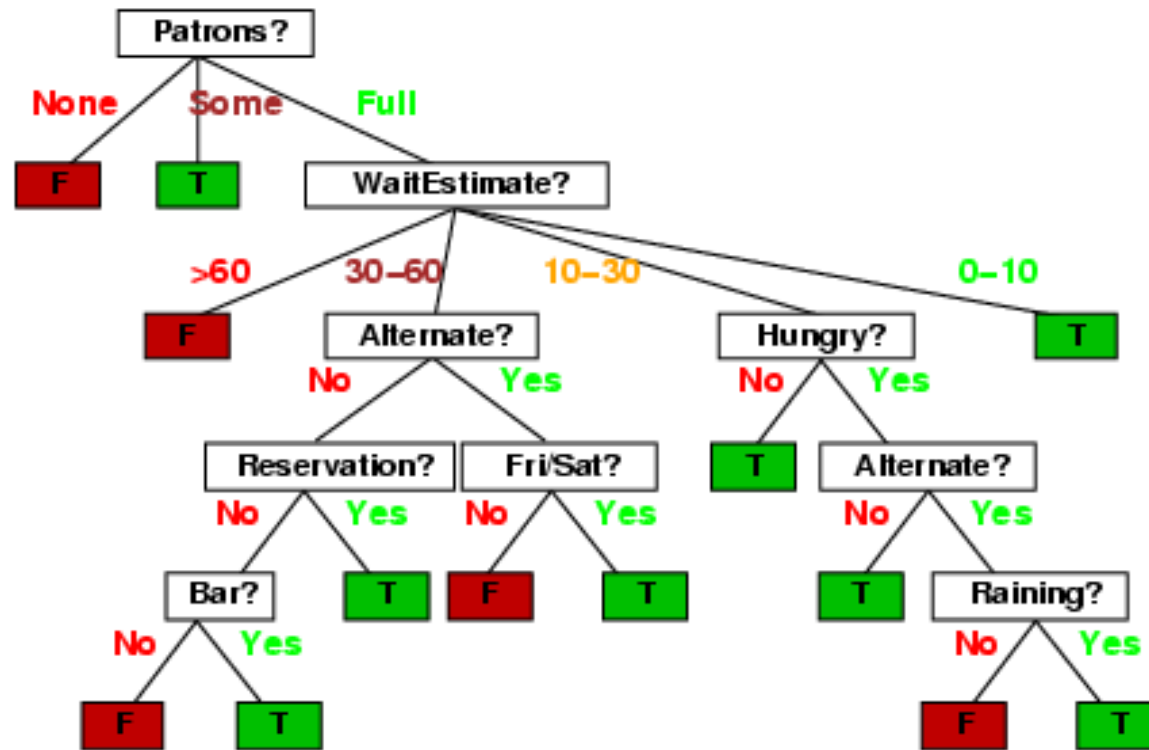 Patrons?
None Some Full
F T WaitEstimate?
>60 30–60 10–30 0–10
F Alternate? Hungry? T
No Yes No Yes
Reservation? Fri/Sat? T Alternate?
No Yes No Yes No Yes
Bar? T F T T Raining?
No Yes No Yes
F T F T